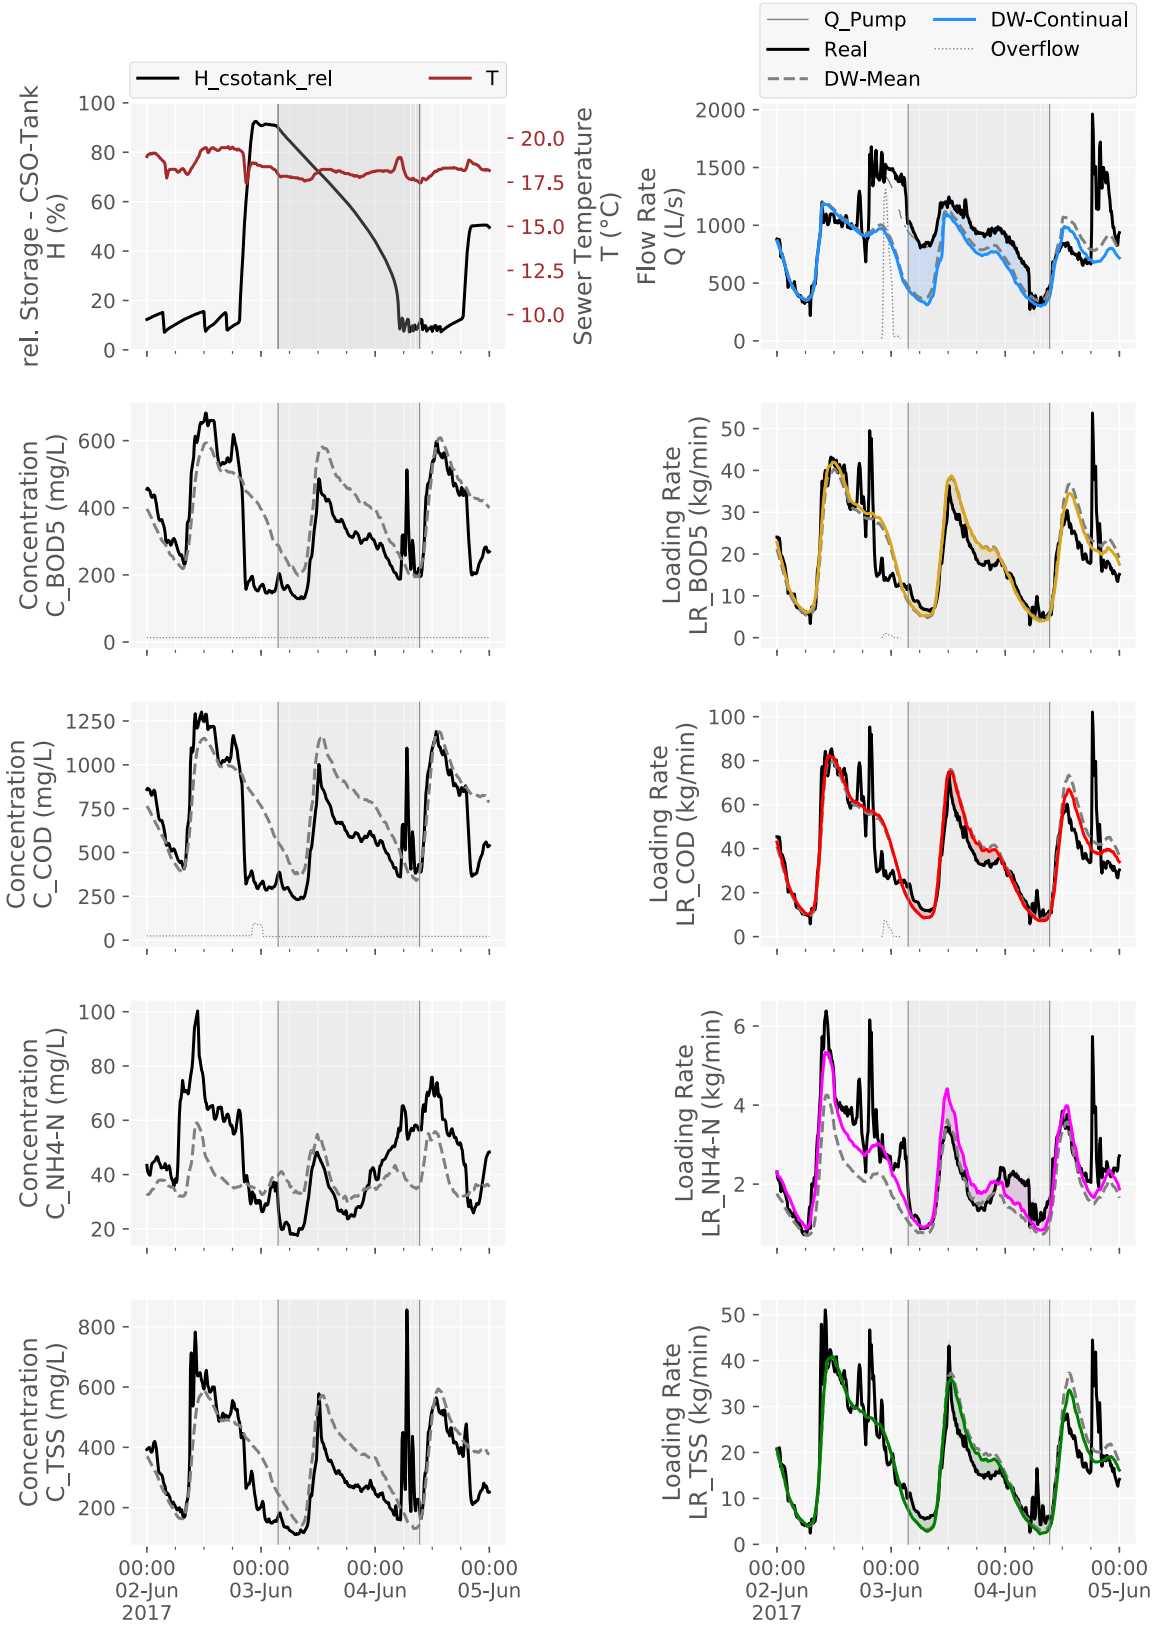 Q_Pump
DW-Continual
Real
Overflow
DW-Mean
H_csotank_rel
T
rel. Storage - CSO-Tank
H (%)
100
80
60
40
20
0
20.0
17.5
15.0
12.5
10.0
Sewer Temperature
T (°C)
Flow Rate
Q (L/s)
2000
1500
1000
500
0
Concentration
C_BOD5 (mg/L)
600
400
200
0
Loading Rate
LR_BOD5 (kg/min)
50
40
30
20
10
0
Concentration
C_COD (mg/L)
1250
1000
750
500
250
0
Loading Rate
LR_COD (kg/min)
100
80
60
40
20
0
Concentration
C_NH4-N (mg/L)
100
80
60
40
20
Loading Rate
LR_NH4-N (kg/min)
6
4
2
Concentration
C_TSS (mg/L)
800
600
400
200
Loading Rate
LR_TSS (kg/min)
50
40
30
20
10
0
00:00 00:00 00:00 00:00
02-Jun 03-Jun 04-Jun 05-Jun
2017
00:00 00:00 00:00 00:00
02-Jun 03-Jun 04-Jun 05-Jun
2017